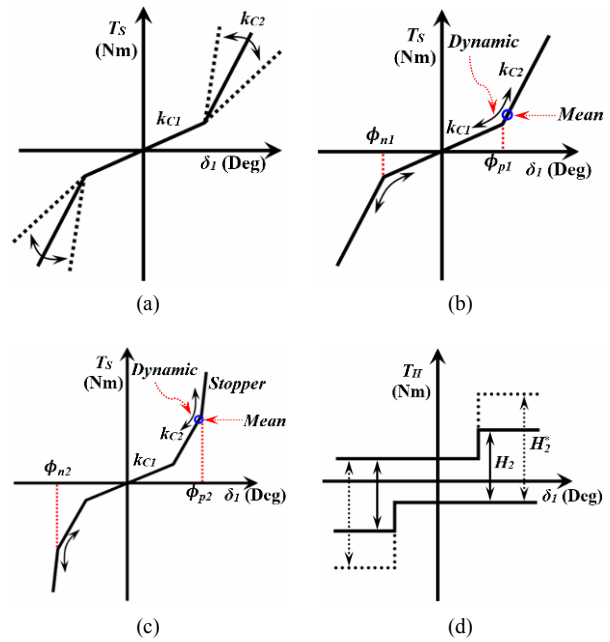 T_S
(Nm)
k_C2
k_C1
δ_1 (Deg)
(a)
T_S
(Nm)
Dynamic
k_C2
k_C1
Mean
ϕ_n1
ϕ_p1
δ_1 (Deg)
(b)
T_S
(Nm)
Dynamic
Stopper
k_C2
Mean
k_C1
ϕ_n2
ϕ_p2
δ_1 (Deg)
(c)
T_H
(Nm)
H_2
H_2^s
δ_1 (Deg)
(d)